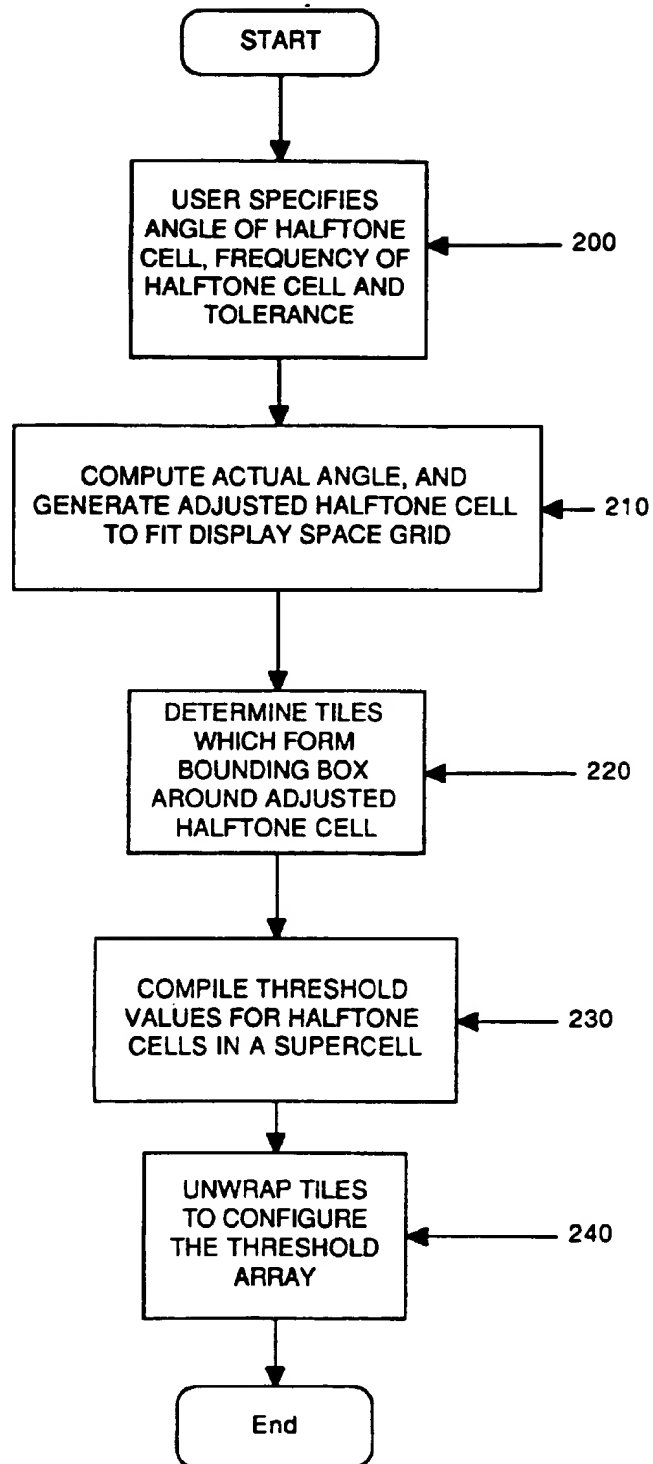 START
USER SPECIFIES
ANGLE OF HALFTONE
CELL, FREQUENCY OF
HALFTONE CELL AND
TOLERANCE
200
COMPUTE ACTUAL ANGLE, AND
GENERATE ADJUSTED HALFTONE CELL
TO FIT DISPLAY SPACE GRID
210
DETERMINE TILES
WHICH FORM
BOUNDING BOX
AROUND ADJUSTED
HALFTONE CELL
220
COMPILE THRESHOLD
VALUES FOR HALFTONE
CELLS IN A SUPERCELL
230
UNWRAP TILES
TO CONFIGURE
THE THRESHOLD
ARRAY
240
End